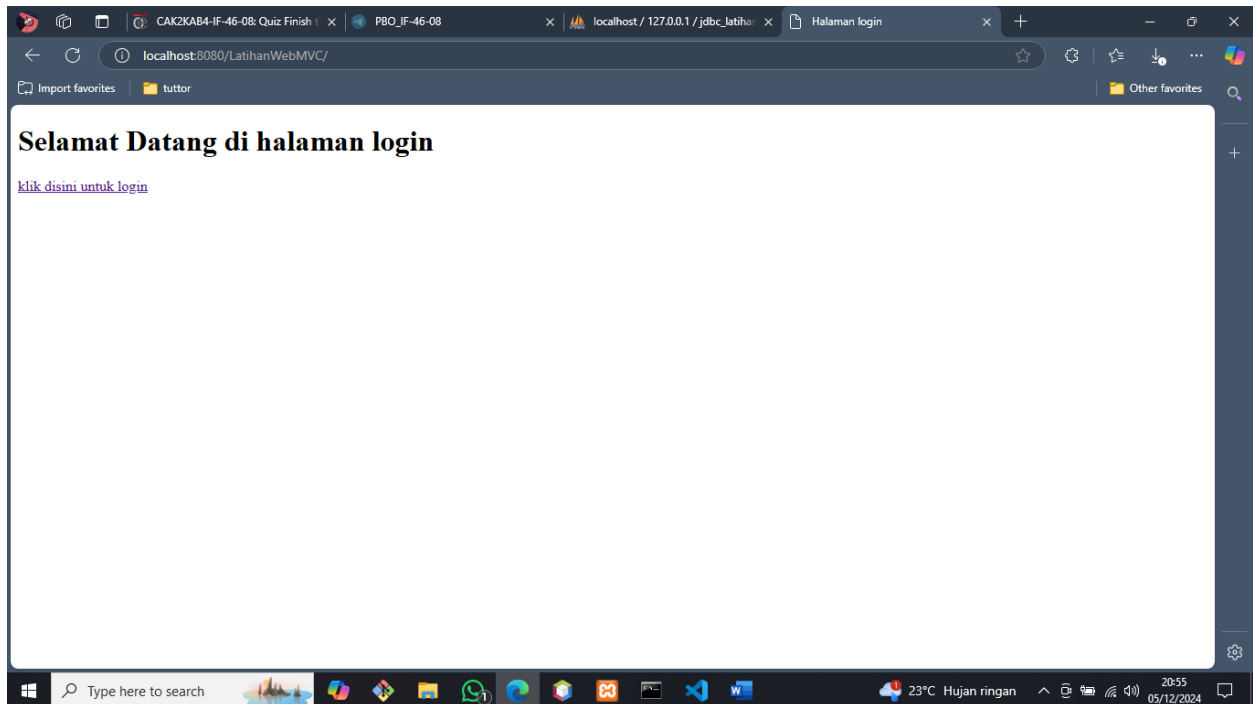 CAK2KAB4-IF-46-08: Quiz Finish
PBO_IF-46-08
localhost / 127.0.0.1 / jdbc_latihan
Halaman login
localhost:8080/LatihanWebMVC/
Import favorites
tuttor
Other favorites
Selamat Datang di halaman login
klik disini untuk login
Type here to search
1
1
23°C Hujan ringan
20:55
05/12/2024